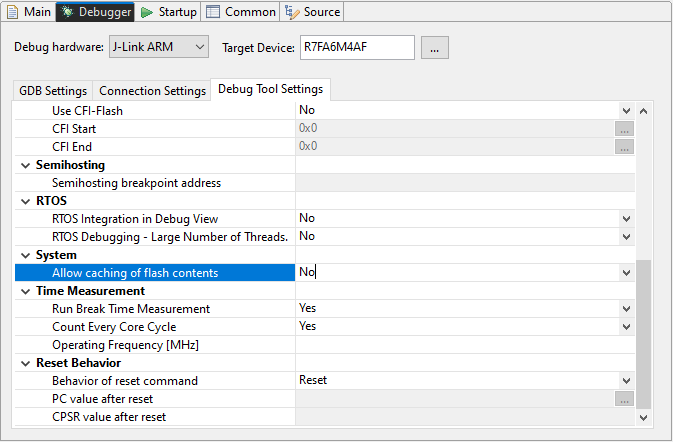 Main Debugger Startup Common Source
Debug hardware: J-Link ARM Target Device: R7FA6M4AF ...
GDB Settings Connection Settings Debug Tool Settings
Use CFI-Flash No
CFI Start 0x0 ...
CFI End 0x0 ...
Semihosting
Semihosting breakpoint address
RTOS
RTOS Integration in Debug View No
RTOS Debugging - Large Number of Threads. No
System
Allow caching of flash contents No
Time Measurement
Run Break Time Measurement Yes
Count Every Core Cycle Yes
Operating Frequency [MHz]
Reset Behavior
Behavior of reset command Reset
PC value after reset ...
CPSR value after reset